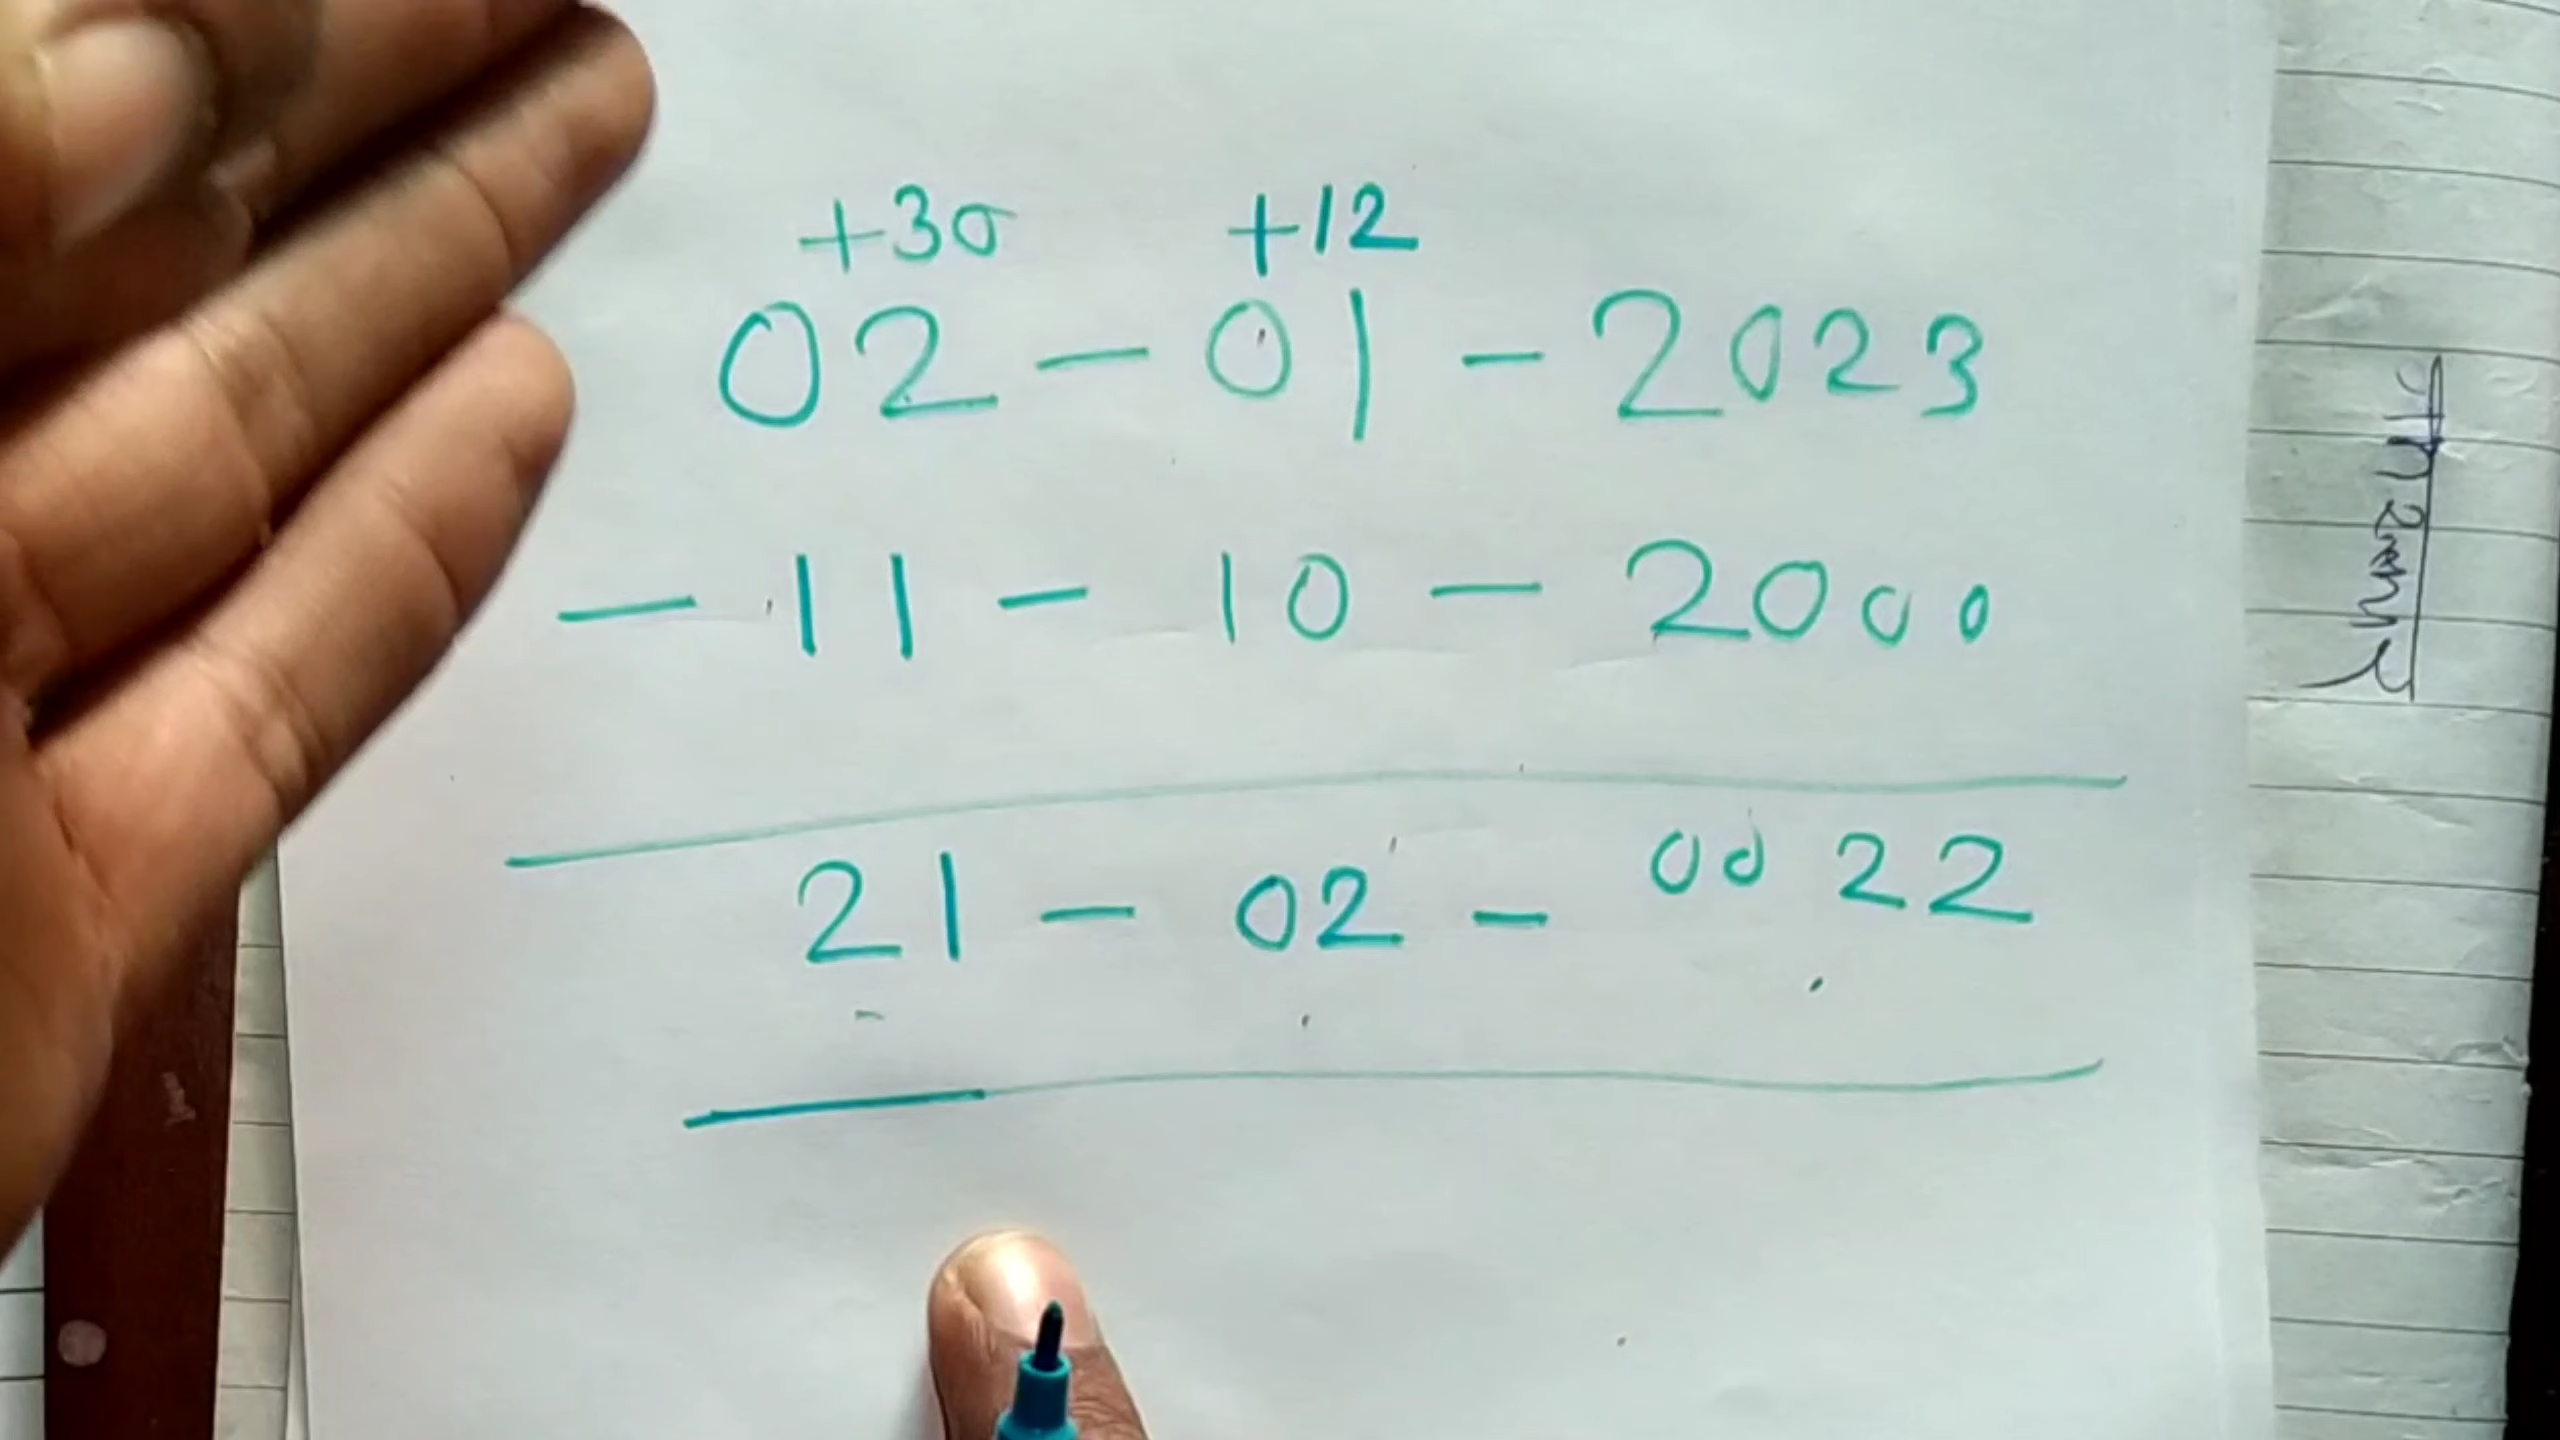 +30 +12
02 - 01 - 2023
- 11 - 10 - 2000
21 - 02 - 0022